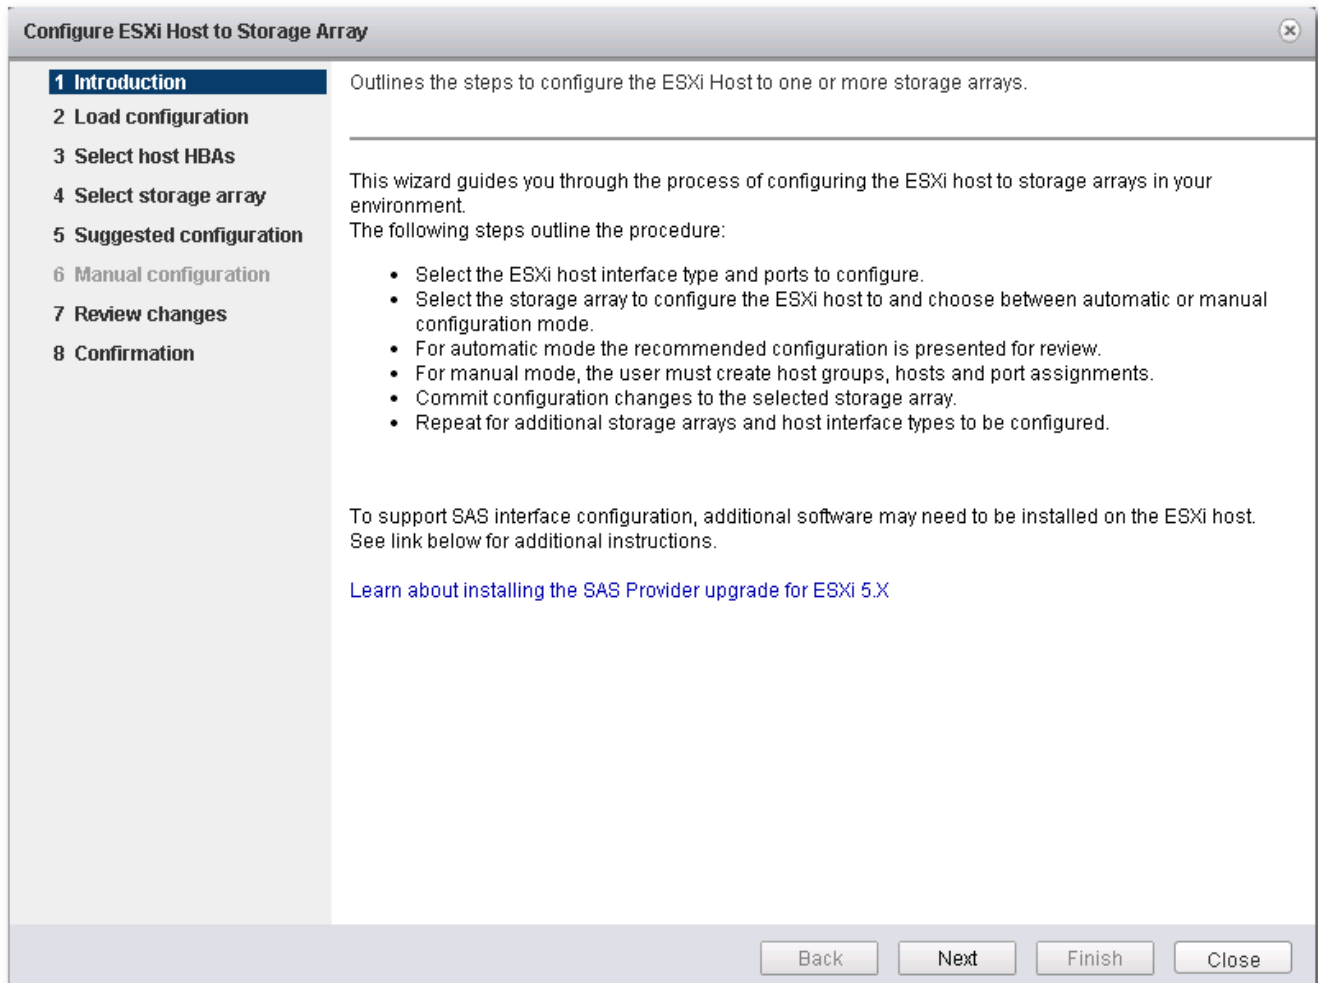 Configure ESXi Host to Storage Array
1 Introduction
2 Load configuration
3 Select host HBAs
4 Select storage array
5 Suggested configuration
6 Manual configuration
7 Review changes
8 Confirmation
Outlines the steps to configure the ESXi Host to one or more storage arrays.
This wizard guides you through the process of configuring the ESXi host to storage arrays in your
environment.
The following steps outline the procedure:
• Select the ESXi host interface type and ports to configure.
• Select the storage array to configure the ESXi host to and choose between automatic or manual
configuration mode.
• For automatic mode the recommended configuration is presented for review.
• For manual mode, the user must create host groups, hosts and port assignments.
• Commit configuration changes to the selected storage array.
• Repeat for additional storage arrays and host interface types to be configured.
To support SAS interface configuration, additional software may need to be installed on the ESXi host.
See link below for additional instructions.
Learn about installing the SAS Provider upgrade for ESXi 5.X
Back
Next
Finish
Close